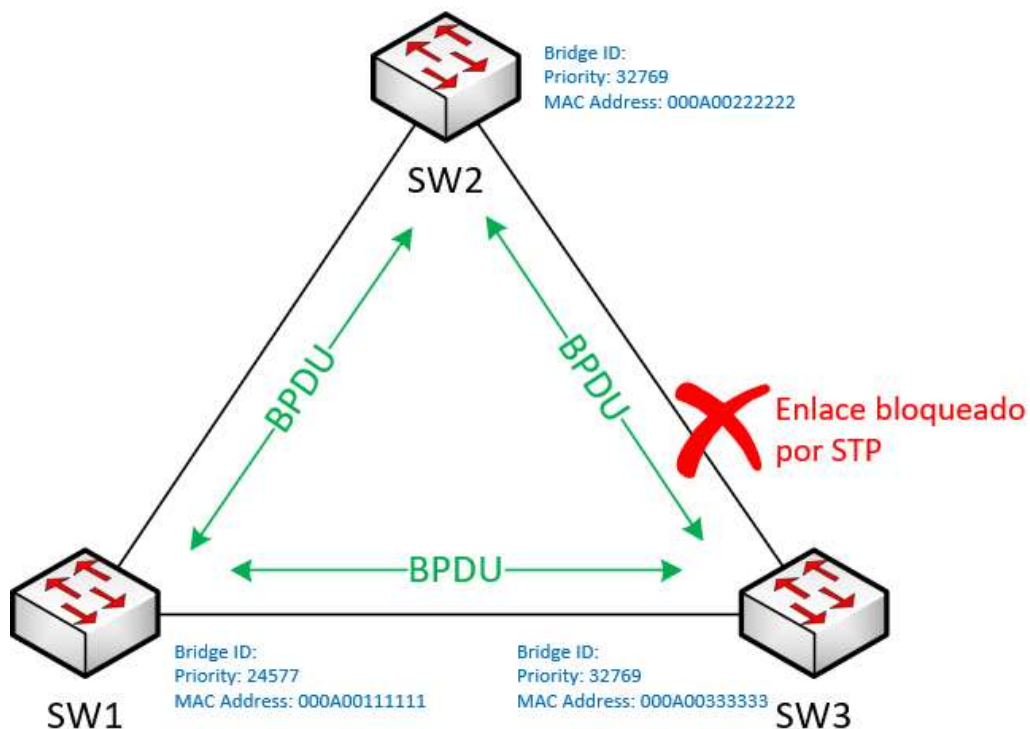 Bridge ID:
Priority: 32769
MAC Address: 000A00222222
SW2
BPDU
BPDU
Enlace bloqueado
por STP
BPDU
Bridge ID:
Priority: 24577
MAC Address: 000A00111111
Bridge ID:
Priority: 32769
MAC Address: 000A00333333
SW1
SW3